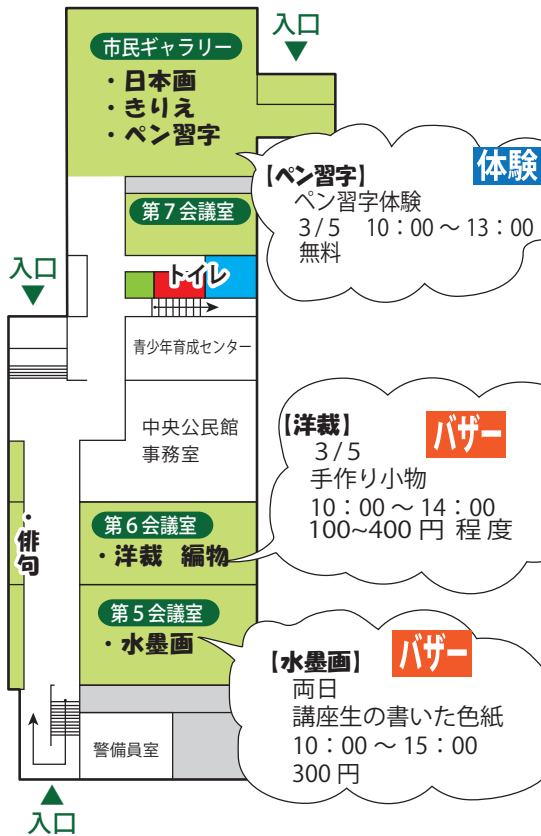 入口
市民ギャラリー
・日本画
・きりえ
・ペン習字
体験
【ペン習字】
ペン習字体験
3/5 10：00～13：00
無料
第7会議室
入口
トイレ
青少年育成センター
中央公民館
事務室
バザー
【洋裁】
3/5
手作り小物
10：00～14：00
100~400円 程度
第6会議室
・洋裁 編物
・俳句
第5会議室
・水墨画
バザー
【水墨画】
両日
講座生の書いた色紙
10：00～15：00
300円
警備員室
入口